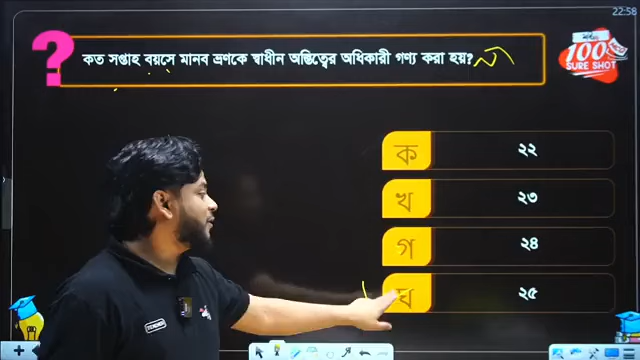 22:58
কত সপ্তাহ বয়সে মানব ভ্রূণকে স্বাধীন অস্তিত্বের অধিকারী গণ্য করা হয়?
100
SURE SHOT
ক ২২
খ ২৩
গ ২৪
ঘ ২৫